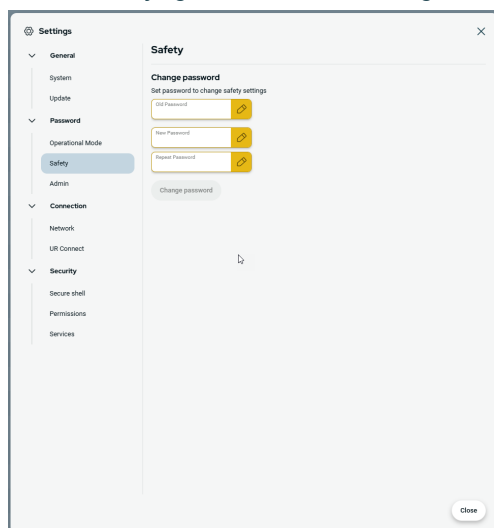 Settings
General
System
Update
Password
Operational Mode
Safety
Admin
Connection
Network
UR Connect
Security
Secure shell
Permissions
Services
Safety
Change password
Set password to change safety settings
Old Password
New Password
Repeat Password
Change password
Close